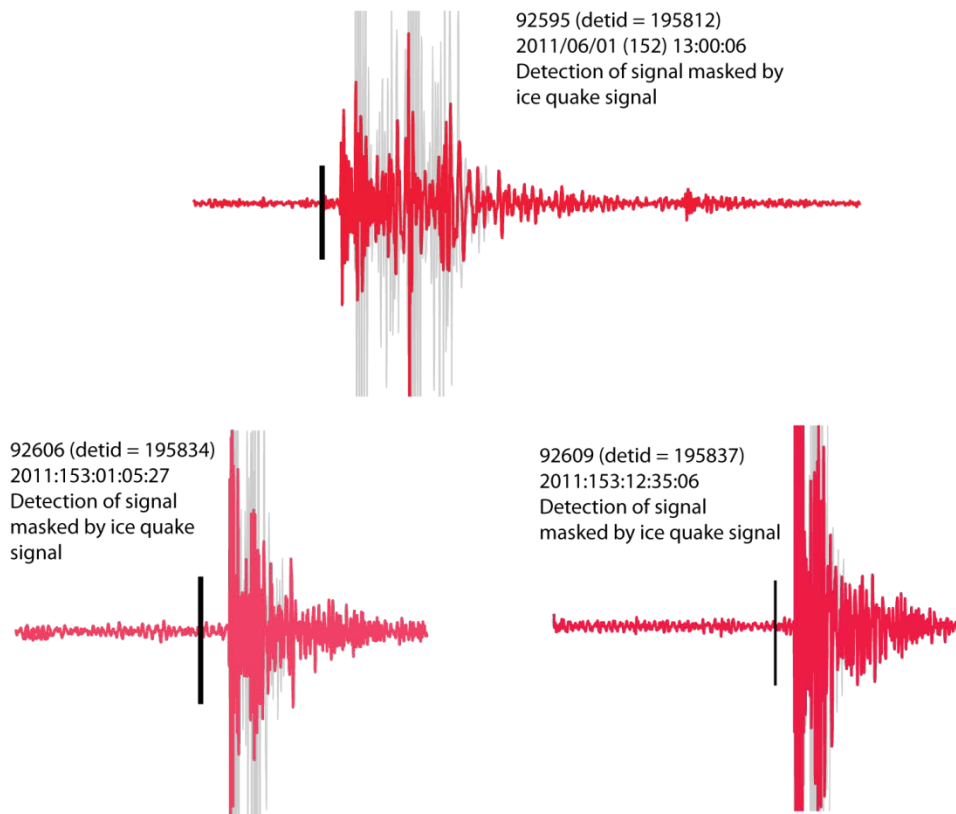 92595 (detid = 195812)
2011/06/01 (152) 13:00:06
Detection of signal masked by
ice quake signal
92606 (detid = 195834)
2011:153:01:05:27
Detection of signal
masked by ice quake
signal
92609 (detid = 195837)
2011:153:12:35:06
Detection of signal
masked by ice quake signal